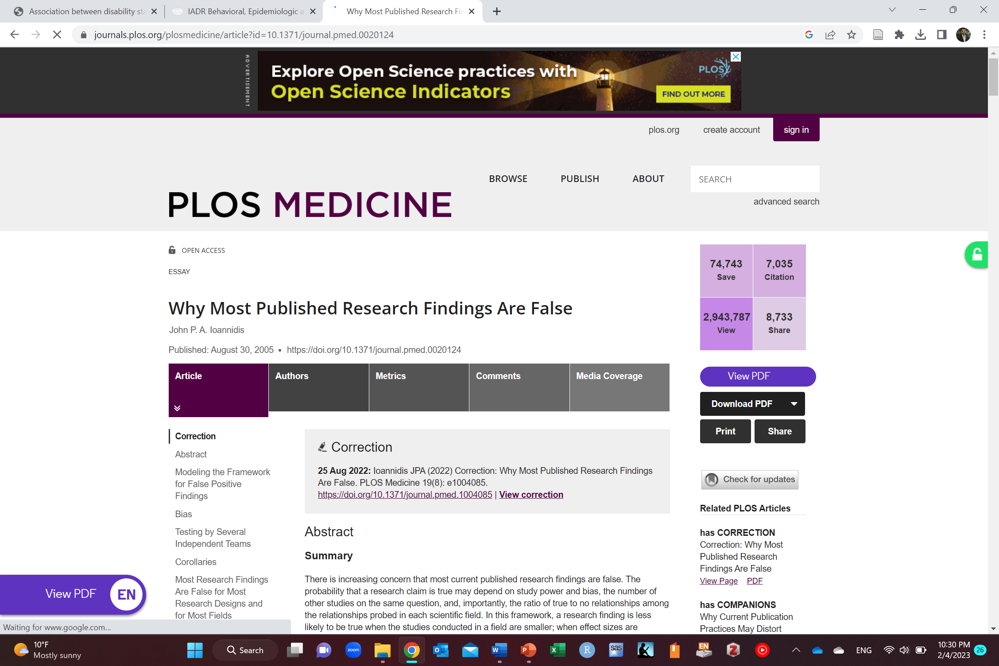 Association between disability sta
IADR Behavioral, Epidemiologic a
Why Most Published Research Fin
journals.plos.org/plosmedicine/article?id=10.1371/journal.pmed.0020124
ADVERTISEMENT
Explore Open Science practices with
Open Science Indicators
PLOS
FIND OUT MORE
plos.org
create account
sign in
BROWSE
PUBLISH
ABOUT
SEARCH
advanced search
PLOS MEDICINE
OPEN ACCESS
ESSAY
Why Most Published Research Findings Are False
John P. A. Ioannidis
Published: August 30, 2005 • https://doi.org/10.1371/journal.pmed.0020124
74,743
Save
7,035
Citation
2,943,787
View
8,733
Share
Article
Authors
Metrics
Comments
Media Coverage
View PDF
Download PDF
Print
Share
Check for updates
Correction
Abstract
Modeling the Framework
for False Positive
Findings
Bias
Testing by Several
Independent Teams
Corollaries
Most Research Findings
Are False for Most
Research Designs and
for Most Fields
Correction
25 Aug 2022: Ioannidis JPA (2022) Correction: Why Most Published Research Findings
Are False. PLOS Medicine 19(8): e1004085.
https://doi.org/10.1371/journal.pmed.1004085 | View correction
Abstract
Summary
There is increasing concern that most current published research findings are false. The
probability that a research claim is true may depend on study power and bias, the number of
other studies on the same question, and, importantly, the ratio of true to no relationships among
the relationships probed in each scientific field. In this framework, a research finding is less
likely to be true when the studies conducted in a field are smaller; when effect sizes are
Related PLOS Articles
has CORRECTION
Correction: Why Most
Published Research
Findings Are False
View Page PDF
has COMPANIONS
Why Current Publication
Practices May Distort
View PDF EN
Waiting for www.google.com...
10°F
Mostly sunny
Search
zoom
O
W
P
X
R
sas
EN
Z
ENG
10:30 PM
2/4/2023
26